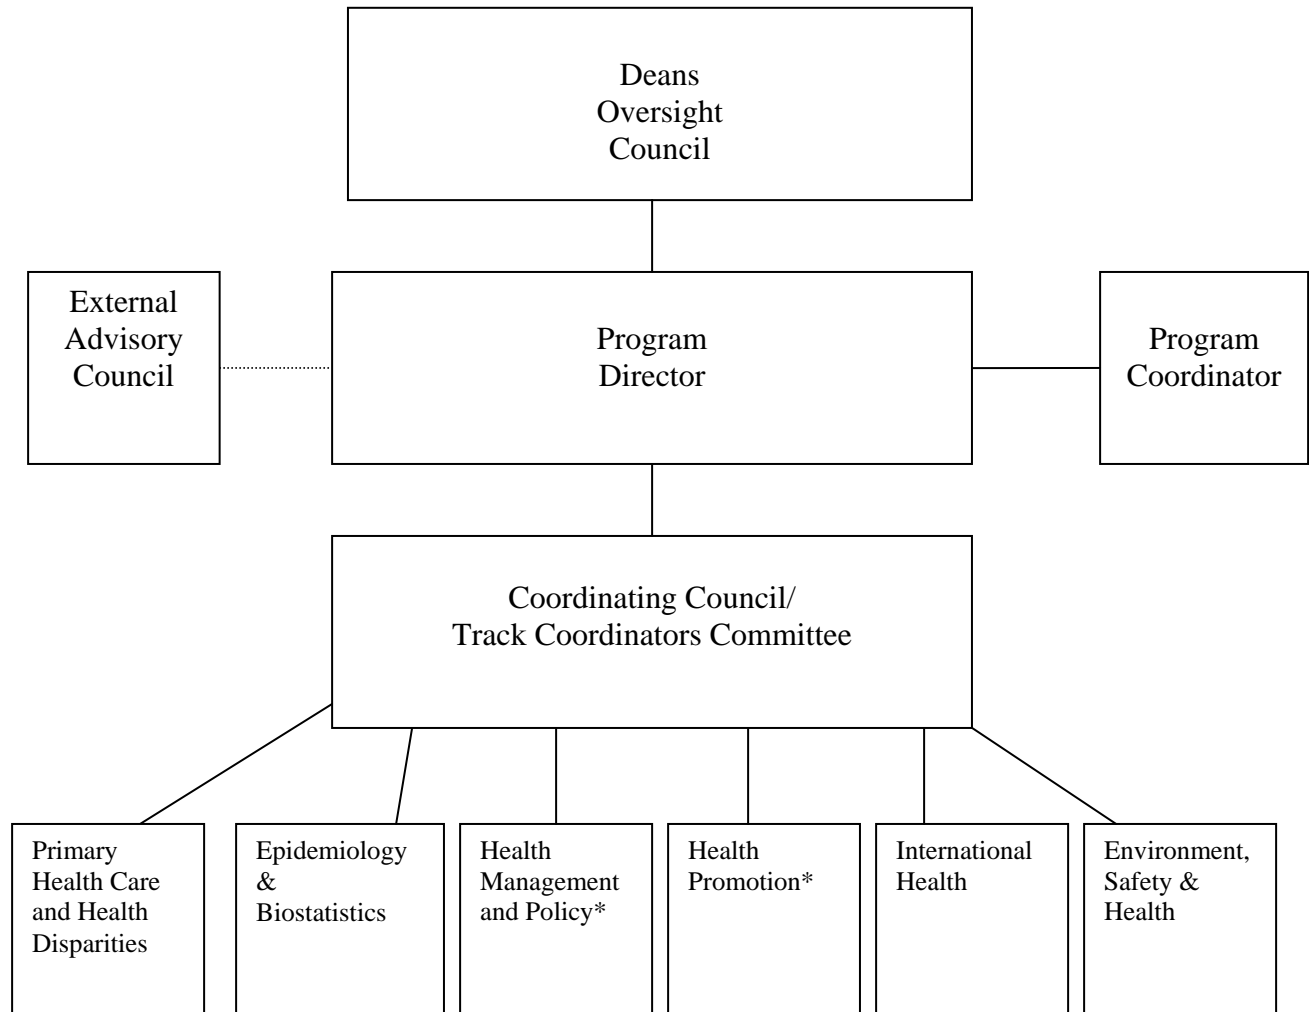 Deans
Oversight
Council
External
Advisory
Council
Program
Director
Program
Coordinator
Coordinating Council/
Track Coordinators Committee
Primary
Health Care
and Health
Disparities
Epidemiology
&
Biostatistics
Health
Management
and Policy*
Health
Promotion*
International
Health
Environment,
Safety &
Health